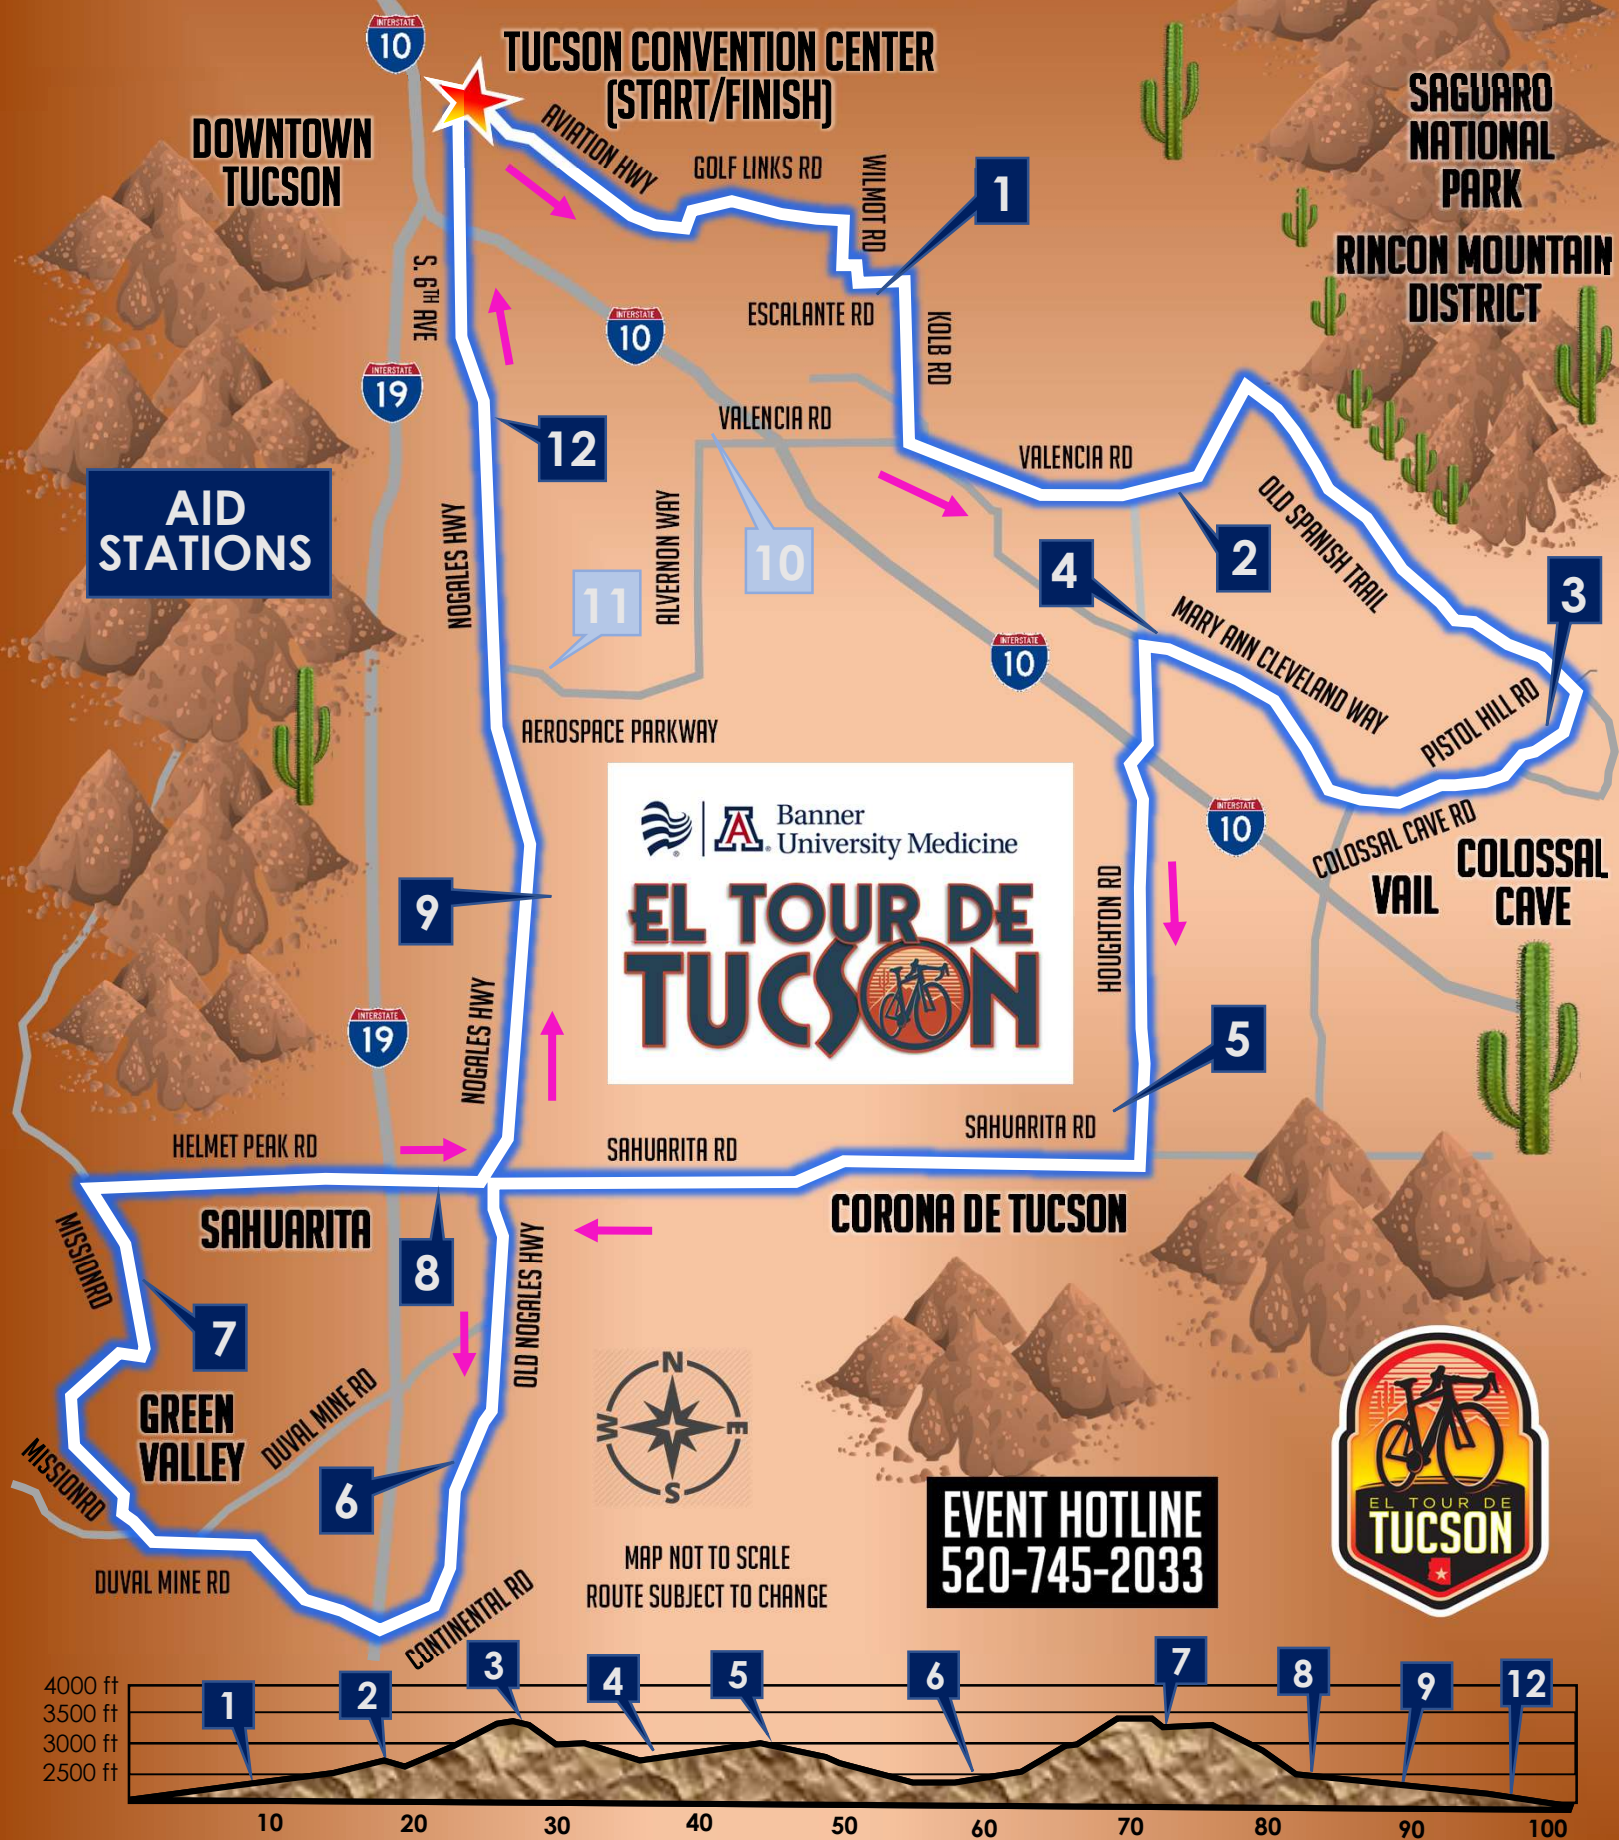 INTERSTATE
10
TUCSON CONVENTION CENTER
(START/FINISH)
DOWNTOWN
TUCSON
AVIATION HWY
GOLF LINKS RD
WILMOT RD
1
SAGUARO
NATIONAL
PARK
RINCON MOUNTAIN
DISTRICT
S. 6TH AVE
INTERSTATE
10
ESCALANTE RD
KOLB RD
INTERSTATE
19
VALENCIA RD
12
VALENCIA RD
AID
STATIONS
NOGALES HWY
ALVERNON WAY
10
11
4
2
OLD SPANISH TRAIL
3
MARY ANN CLEVELAND WAY
INTERSTATE
10
PISTOL HILL RD
AEROSPACE PARKWAY
Banner
University Medicine
A
EL TOUR DE
TUCSON
INTERSTATE
10
COLOSSAL CAVE RD
COLOSSAL
CAVE
VAIL
HOUGHTON RD
9
NOGALES HWY
INTERSTATE
19
5
HELMET PEAK RD
SAHUARITA RD
SAHUARITA RD
SAHUARITA
CORONA DE TUCSON
MISSIONRD
8
OLD NOGALES HWY
7
GREEN
VALLEY
DUVAL MINE RD
MISSIONRD
6
N
W
E
S
EVENT HOTLINE
520-745-2033
EL TOUR DE
TUCSON
MAP NOT TO SCALE
ROUTE SUBJECT TO CHANGE
DUVAL MINE RD
CONTINENTAL RD
4000 ft
3500 ft
3000 ft
2500 ft
1
2
3
4
5
6
7
8
9
12
10
20
30
40
50
60
70
80
90
100